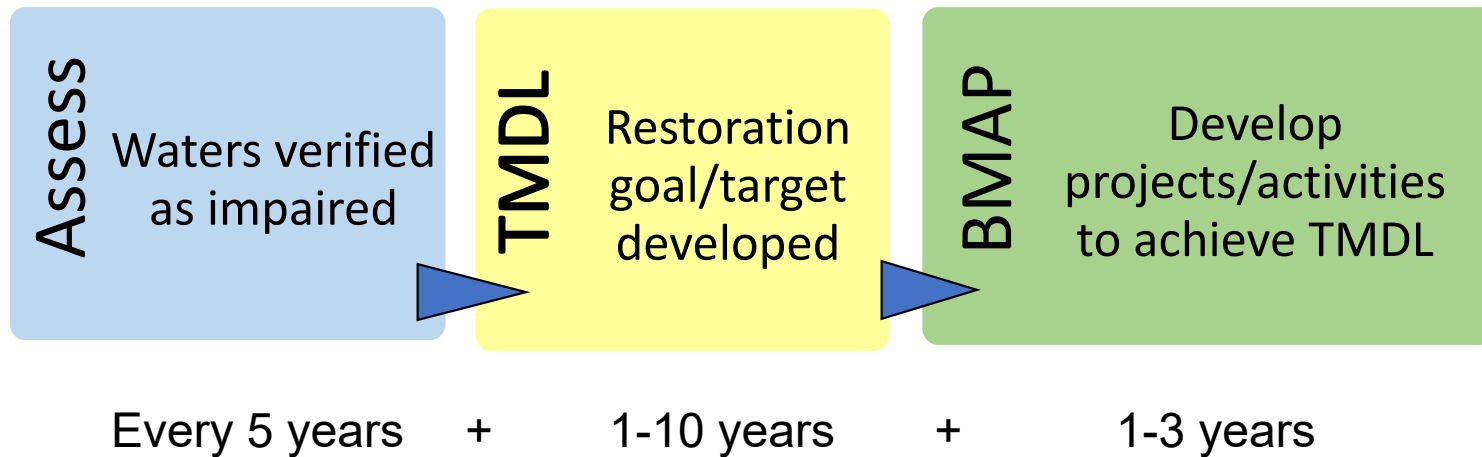 Assess
Waters verified
as impaired
TMDL
Restoration
goal/target
developed
BMAP
Develop
projects/activities
to achieve TMDL
Every 5 years + 1-10 years + 1-3 years